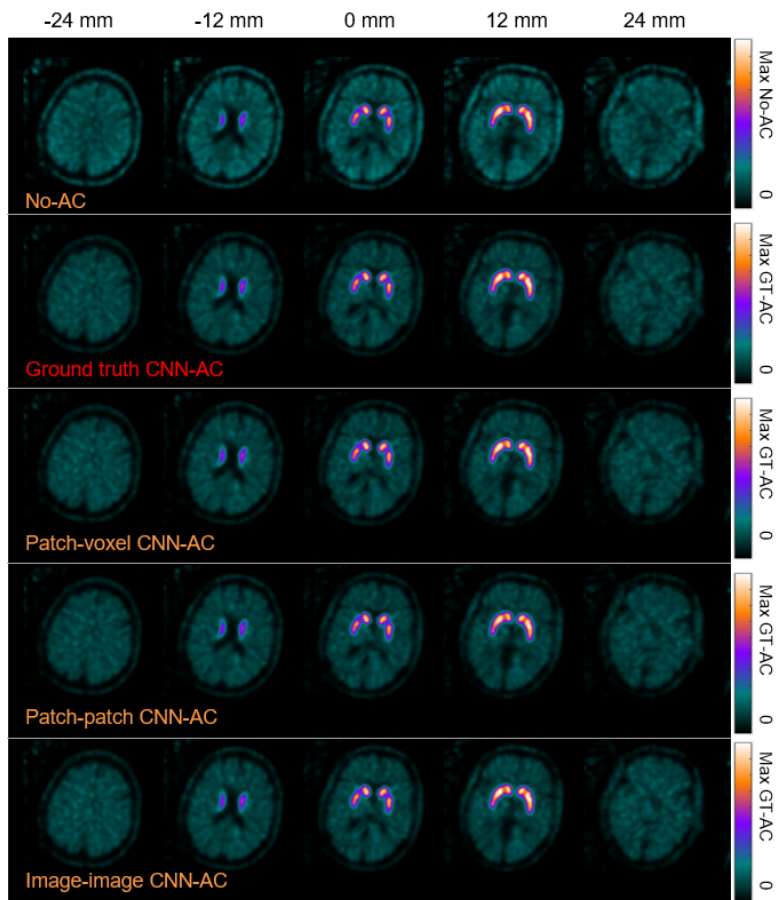 -24 mm -12 mm 0 mm 12 mm 24 mm
Max No-AC
0
No-AC
Max GT-AC
0
Ground truth CNN-AC
Max GT-AC
0
Patch-voxel CNN-AC
Max GT-AC
0
Patch-patch CNN-AC
Max GT-AC
0
Image-image CNN-AC